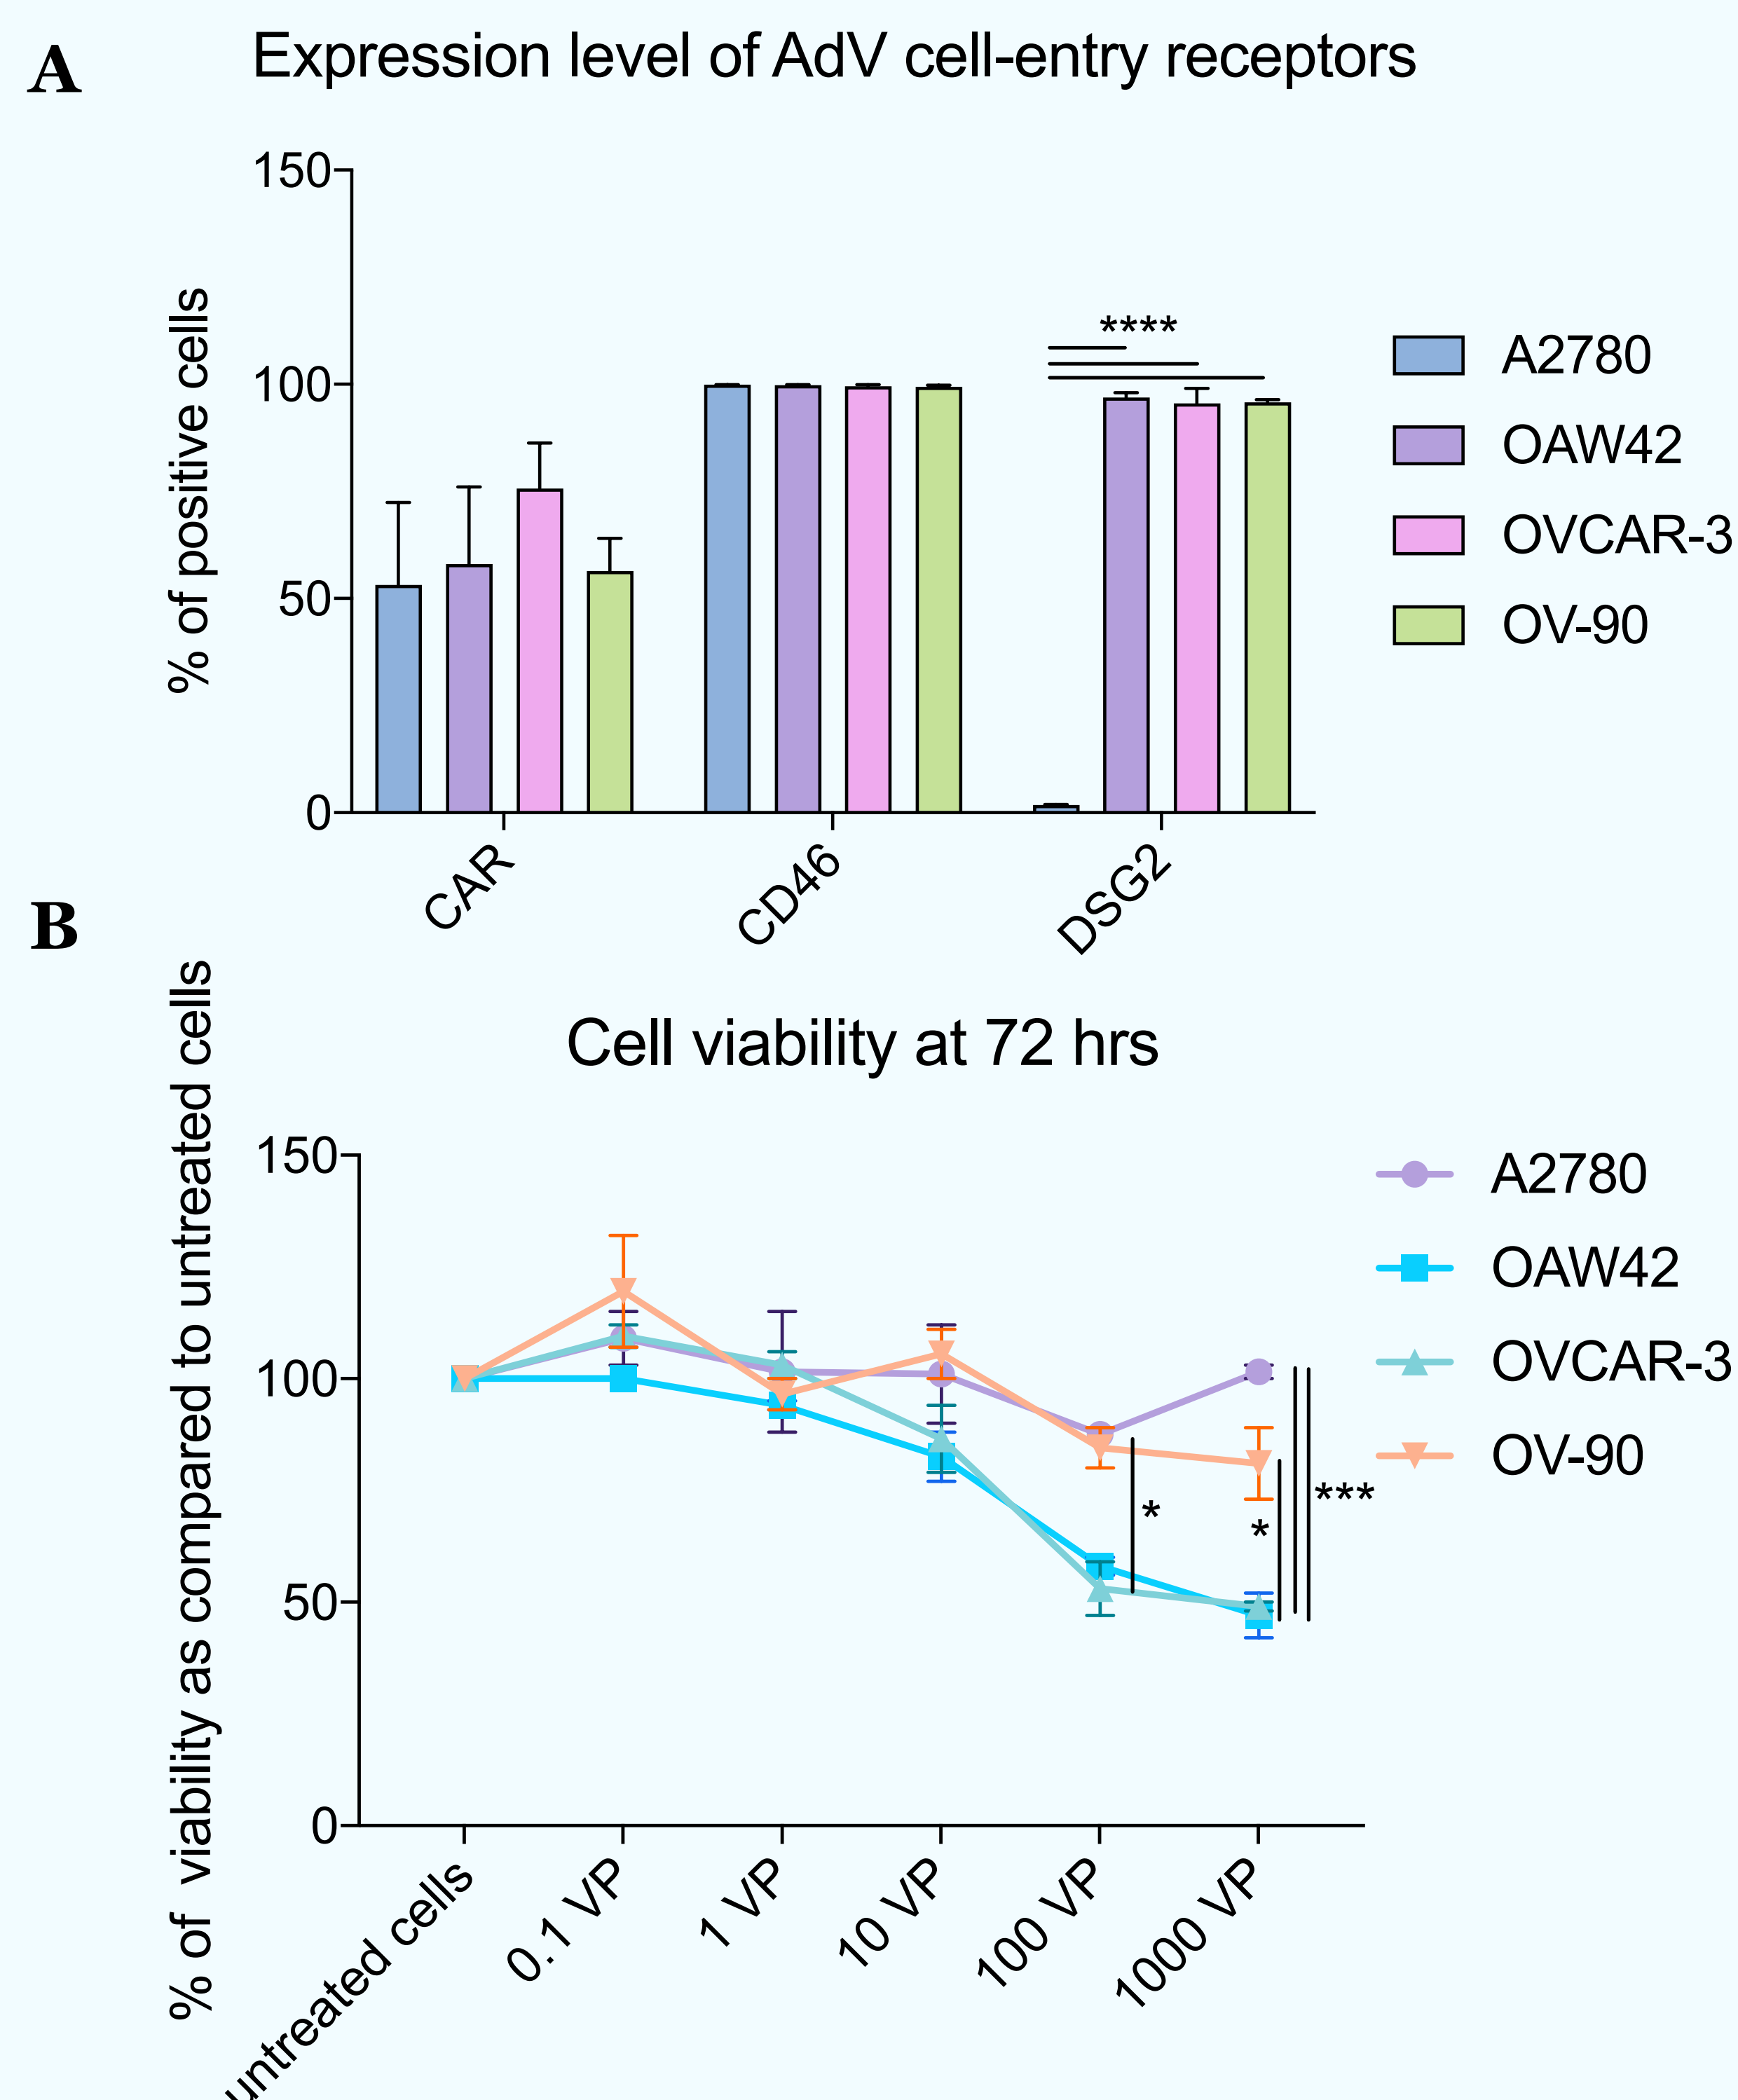 A
Expression level of AdV cell-entry receptors
% of positive cells
150
100
50
0
****
CAR
CD46
DSG2
A2780
OAW42
OVCAR-3
OV-90
B
Cell viability at 72 hrs
% of viability as compared to untreated cells
150
100
50
0
*
*
***
untreated cells
0.1 VP
1 VP
10 VP
100 VP
1000 VP
A2780
OAW42
OVCAR-3
OV-90